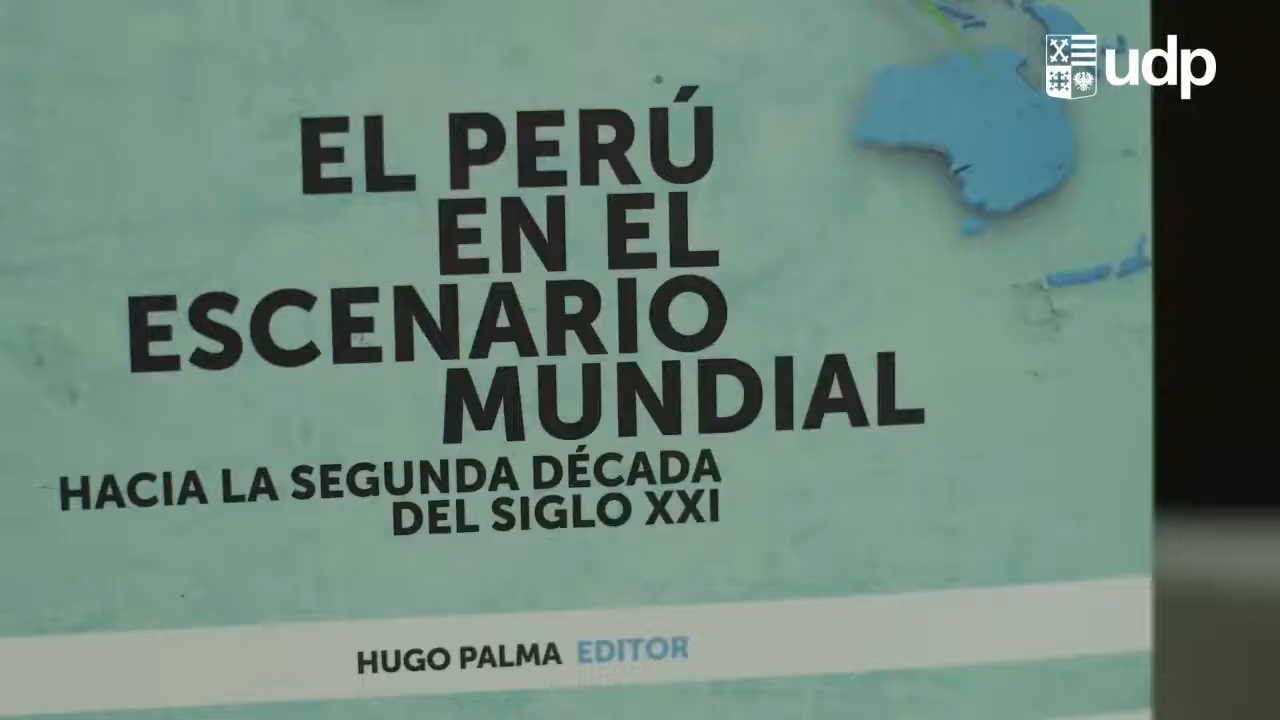 udp
EL PERÚ
EN EL
ESCENARIO
MUNDIAL
HACIA LA SEGUNDA DÉCADA
DEL SIGLO XXI
HUGO PALMA EDITOR